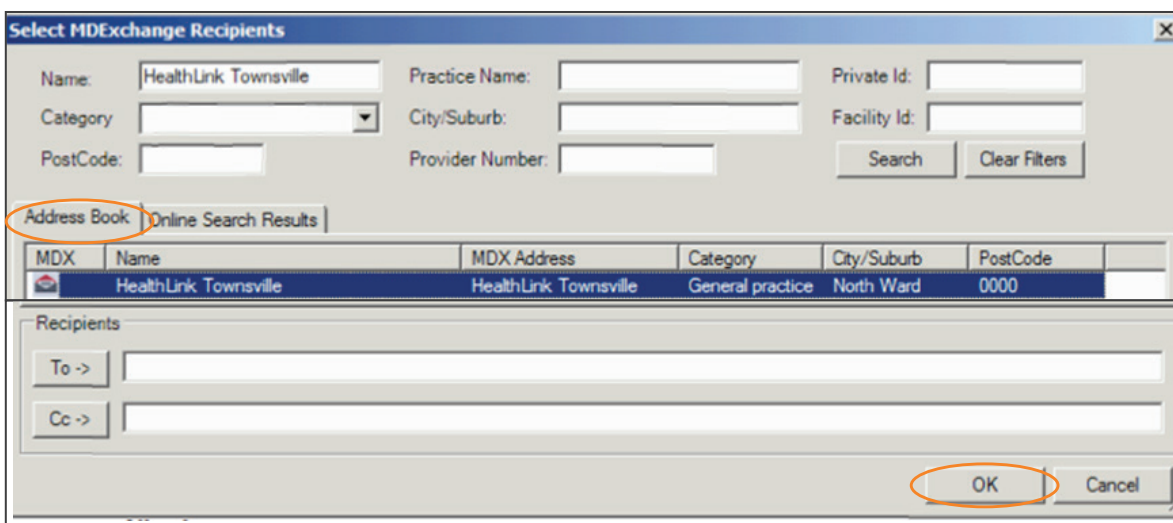 Select MDExchange Recipients
Name: HealthLink Townsville Practice Name: Private Id:
Category City/Suburb: Facility Id:
PostCode: Provider Number: Search Clear Filters
Address Book Online Search Results
MDX Name MDX Address Category City/Suburb PostCode
HealthLink Townsville HealthLink Townsville General practice North Ward 0000
Recipients
To ->
Cc ->
OK Cancel